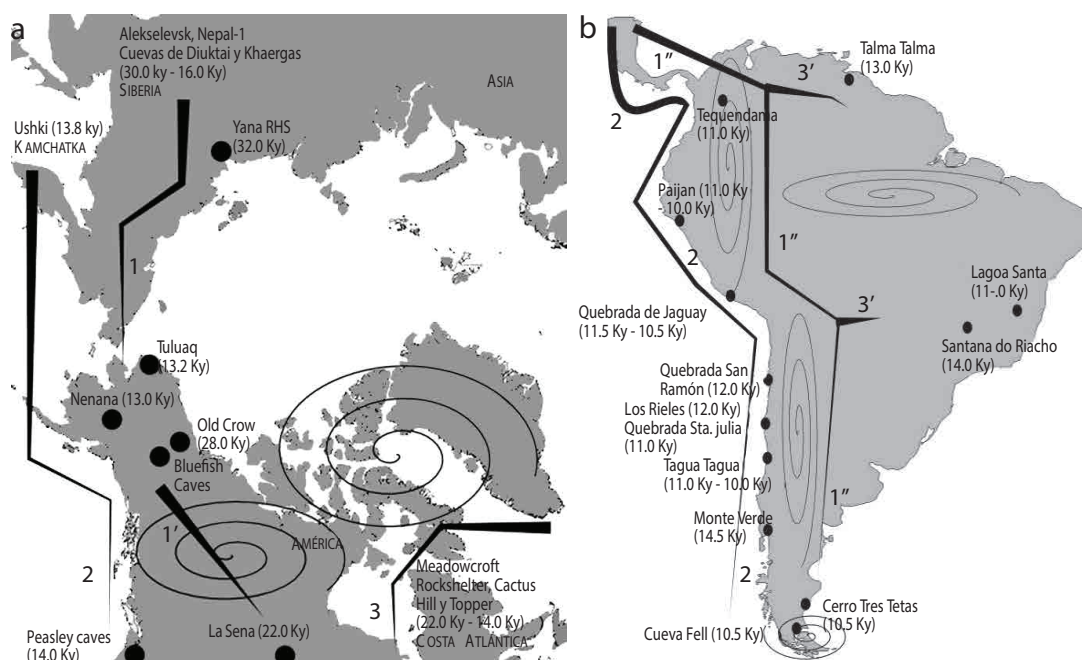 a
Alekselevsk, Nepal-1
Cuevas de Diuktai y Khaergas
(30.0 ky - 16.0 Ky)
SIBERIA
ASIA
Ushki (13.8 ky)
KAMCHATKA
Yana RHS
(32.0 Ky)
1
Tuluaq
(13.2 Ky)
Nenana (13.0 Ky)
Old Crow
(28.0 Ky)
Bluefish
Caves
1’
AMÉRICA
2
Meadowcroft
Rockshelter, Cactus
Hill y Topper
(22.0 Ky - 14.0 Ky)
COSTA ATLÁNTICA
3
La Sena (22.0 Ky)
Peasley caves
(14.0 Ky)
b
1’’
3’
Talma Talma
(13.0 Ky)
2
Tequendama
(11.0 Ky)
Paijan (11.0 Ky
- 10.0 Ky)
2
1’’
Quebrada de Jaguay
(11.5 Ky - 10.5 Ky)
3’
Lagoa Santa
(11-.0 Ky)
Santana do Riacho
(14.0 Ky)
Quebrada San
Ramón (12.0 Ky)
Los Rieles (12.0 Ky)
Quebrada Sta. julia
(11.0 Ky)
Tagua Tagua
(11.0 Ky - 10.0 Ky)
1’’
Monte Verde
(14.5 Ky)
2
Cerro Tres Tetas
(10.5 Ky)
Cueva Fell (10.5 Ky)